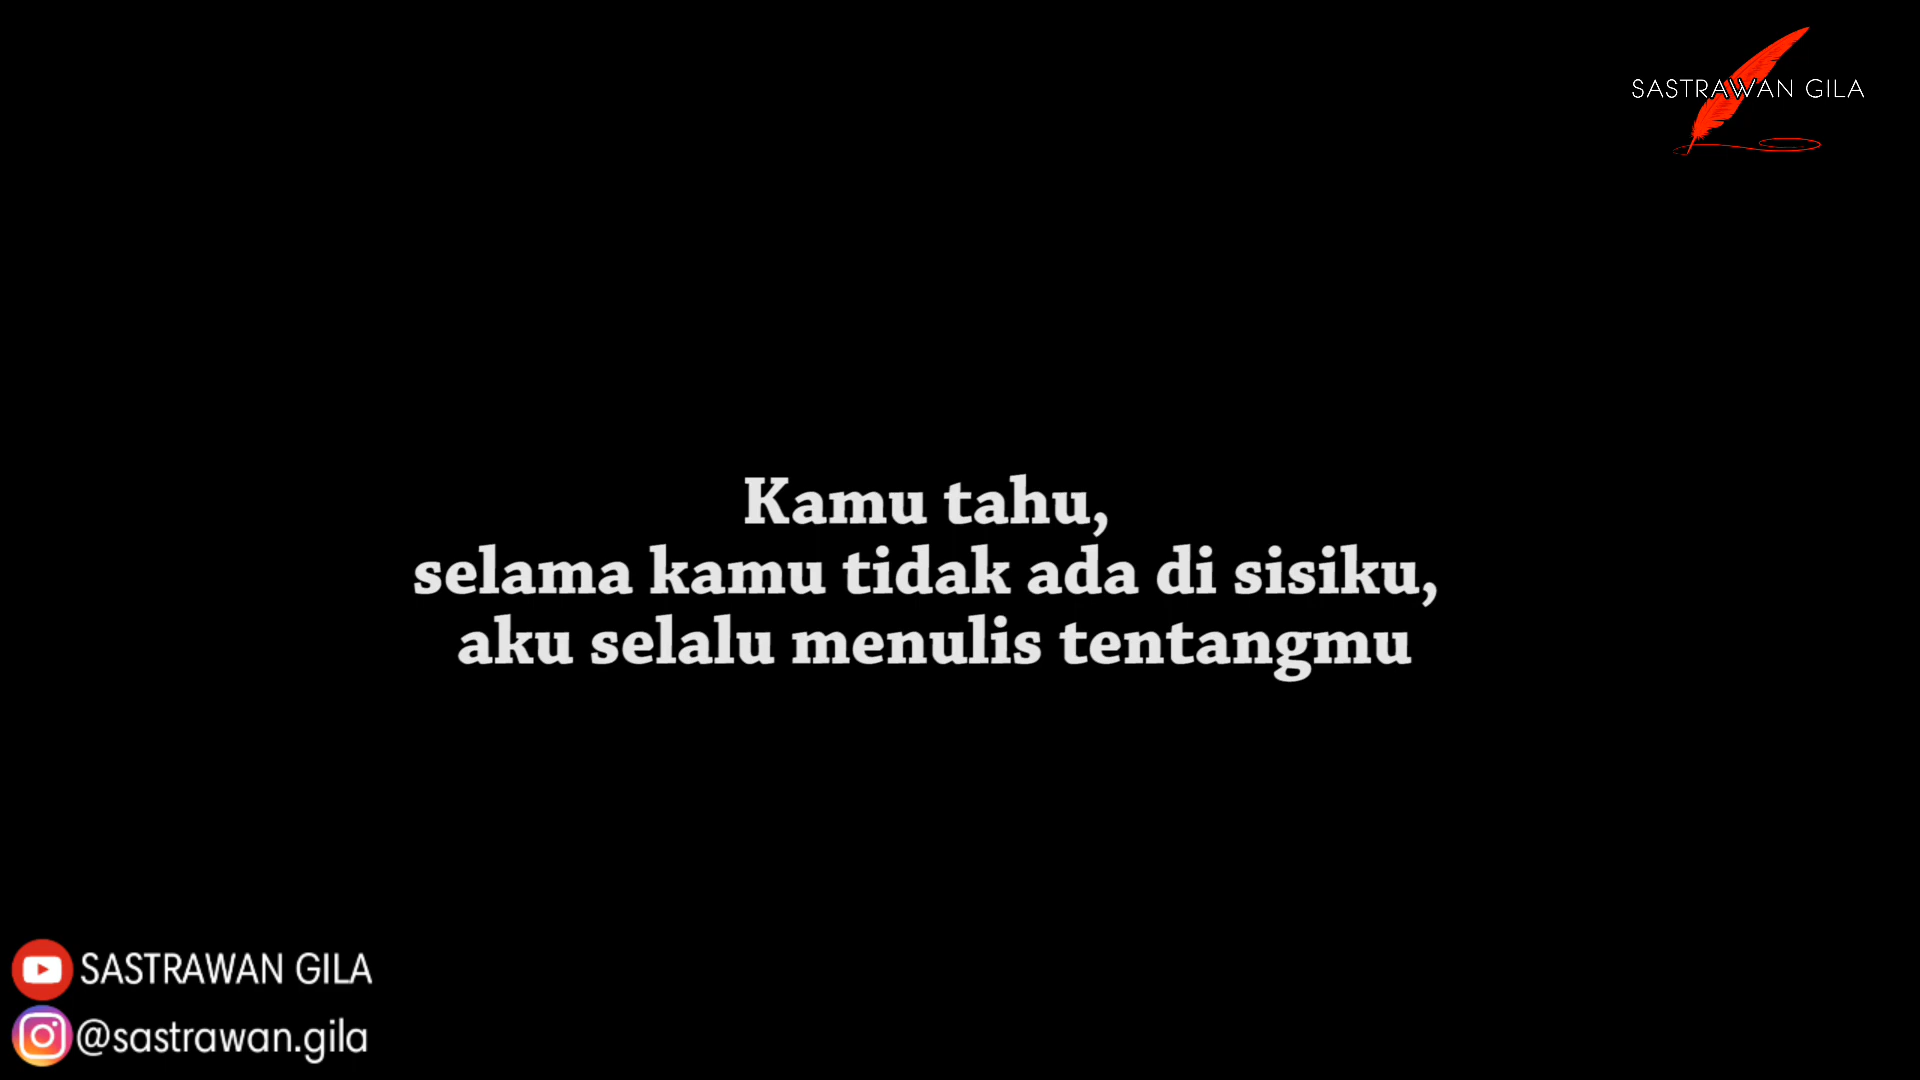 SASTRAWAN GILA
Kamu tahu,
selama kamu tidak ada di sisiku,
aku selalu menulis tentangmu
SASTRAWAN GILA
@sastrawan.gila